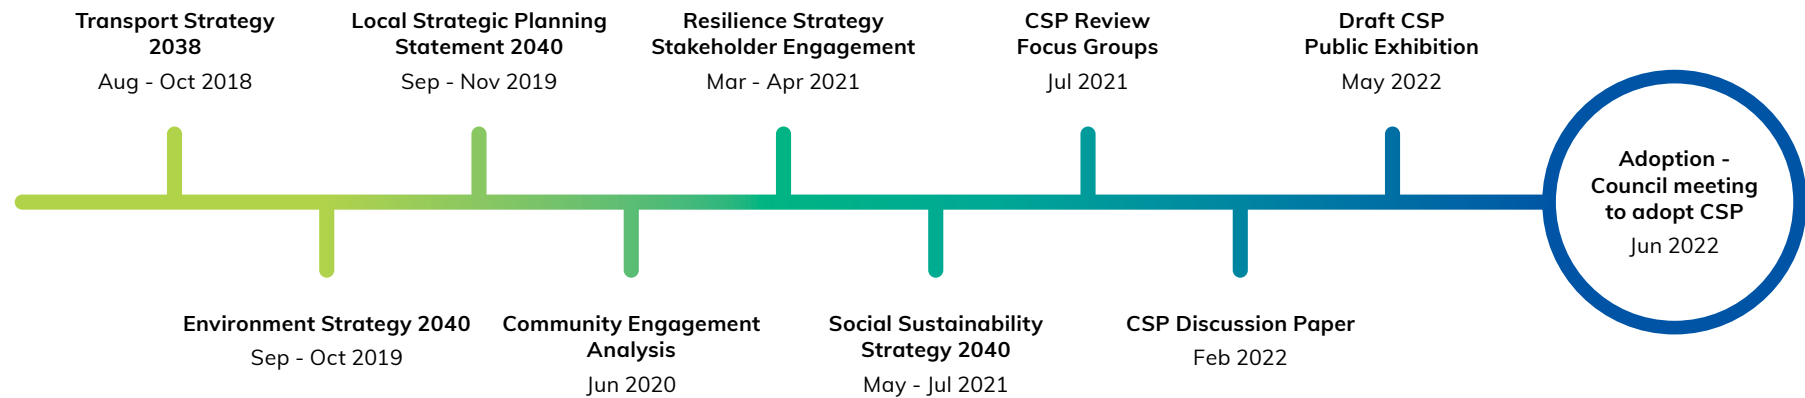 Transport Strategy
2038
Aug - Oct 2018
Environment Strategy 2040
Sep - Oct 2019
Local Strategic Planning
Statement 2040
Sep - Nov 2019
Community Engagement
Analysis
Jun 2020
Resilience Strategy
Stakeholder Engagement
Mar - Apr 2021
Social Sustainability
Strategy 2040
May - Jul 2021
CSP Review
Focus Groups
Jul 2021
CSP Discussion Paper
Feb 2022
Draft CSP
Public Exhibition
May 2022
Adoption -
Council meeting
to adopt CSP
Jun 2022